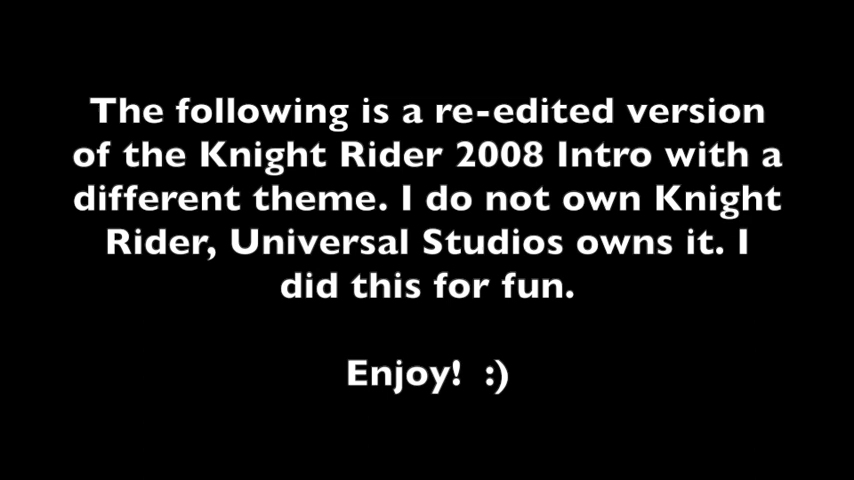 The following is a re-edited version
of the Knight Rider 2008 Intro with a
different theme. I do not own Knight
Rider, Universal Studios owns it. I
did this for fun.
Enjoy!  :)